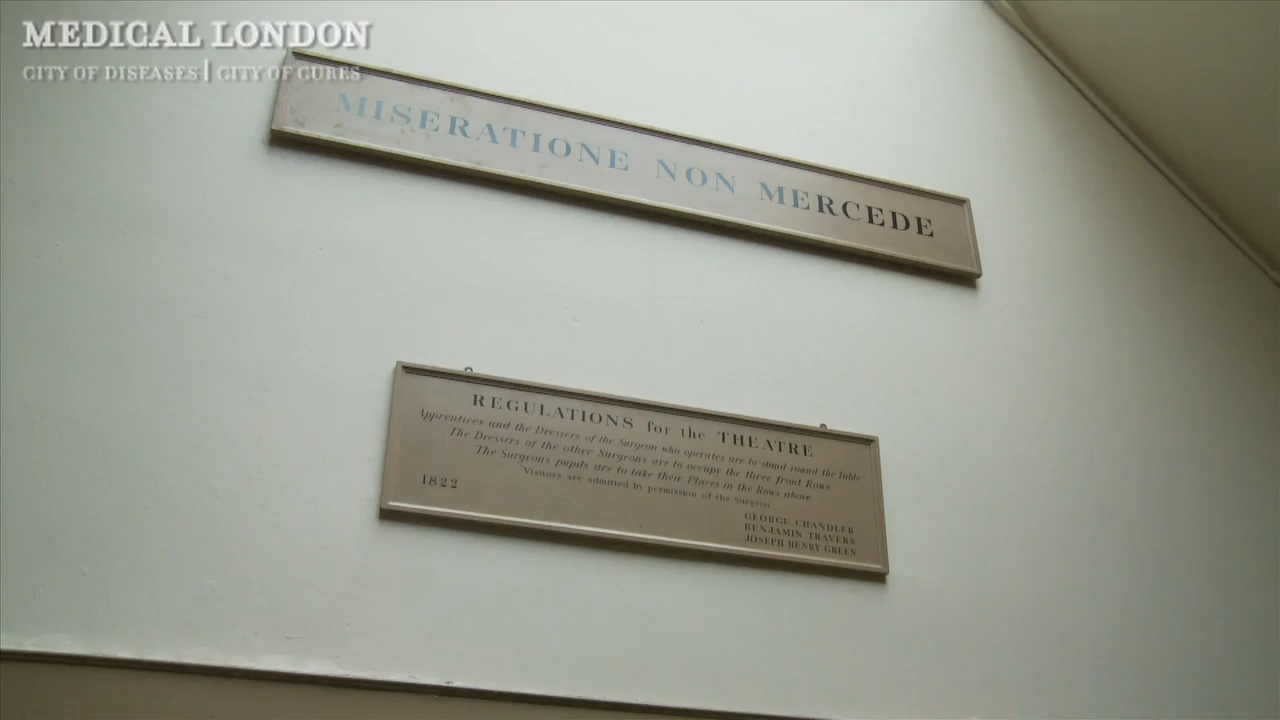 MEDICAL LONDON
CITY OF DISEASES | CITY OF CURES
MISERATIONE NON MERCEDE
REGULATIONS for the THEATRE
Apprentices and the Dressers of the Surgeon who operates are to stand round the table
The Dressers of the other Surgeons are to occupy the three front Rows
The Surgeons pupils are to take their Places in the Rows above
Visitors are admitted by permission of the Surgeon
1822
GEORGE CHANDLER
BENJAMIN TRAVERS
JOSEPH HENRY GREEN